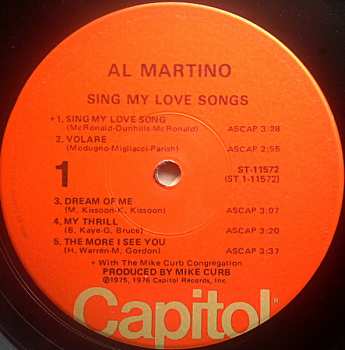 AL MARTINO
SING MY LOVE SONGS
+1. SING MY LOVE SONG
(McRonald-Dunhills-McRonald) ASCAP 3:28
2. VOLARE
(Modugno-Migliacci-Parish) ASCAP 2:55
1
ST-11572
(ST 1-11572)
3. DREAM OF ME
(M. Kissoon-K. Kissoon) ASCAP 3:07
4. MY THRILL
(B. Kaye-G. Bruce) ASCAP 3:20
5. THE MORE I SEE YOU
(H. Warren-M. Gordon) ASCAP 3:37
+ With The Mike Curb Congregation
PRODUCED BY MIKE CURB
Ⓟ©1975, 1976 Capitol Records, Inc.
Capitol